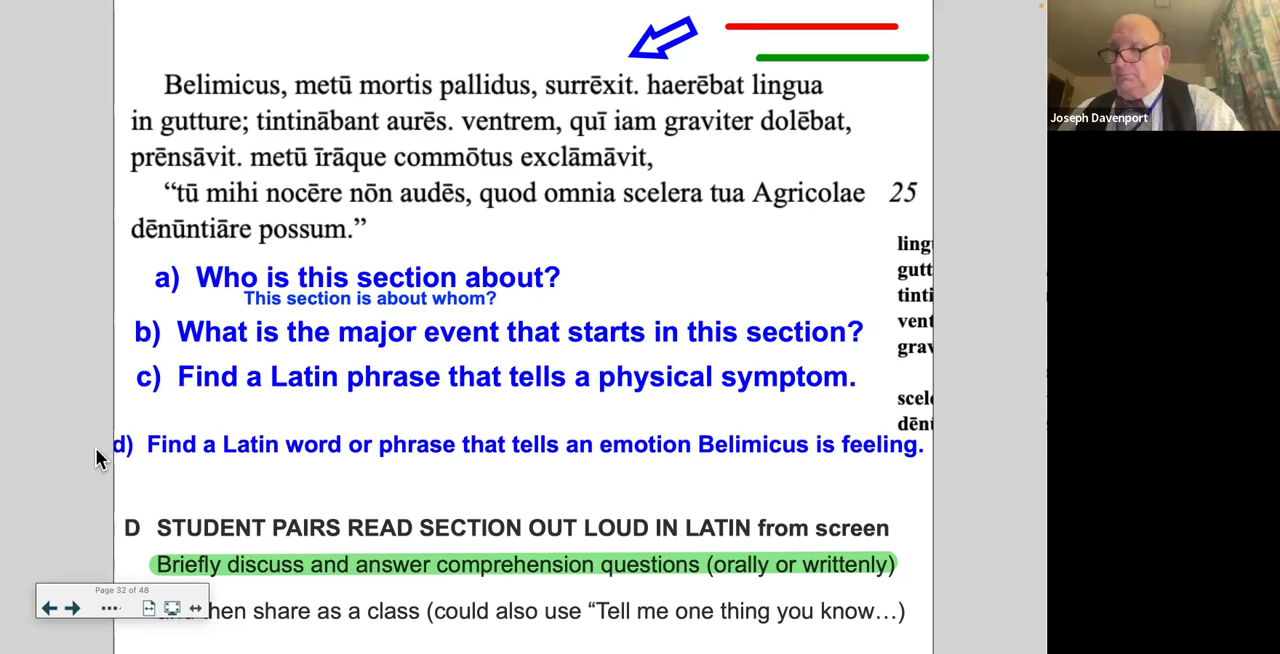 Belimicus, metū mortis pallidus, surrēxit. haerēbat lingua
in gutture; tintinābant aurēs. ventrem, quī iam graviter dolēbat,
prēnsāvit. metū īrāque commōtus exclāmāvit,
“tū mihi nocēre nōn audēs, quod omnia scelera tua Agricolae 25
dēnūntiāre possum.”
a) Who is this section about?
This section is about whom?
b) What is the major event that starts in this section?
c) Find a Latin phrase that tells a physical symptom.
d) Find a Latin word or phrase that tells an emotion Belimicus is feeling.
D STUDENT PAIRS READ SECTION OUT LOUD IN LATIN from screen
Briefly discuss and answer comprehension questions (orally or writtenly)
then share as a class (could also use “Tell me one thing you know…)
Page 32 of 48
gutt
tinti
vent
grav
scel
Joseph Davenport